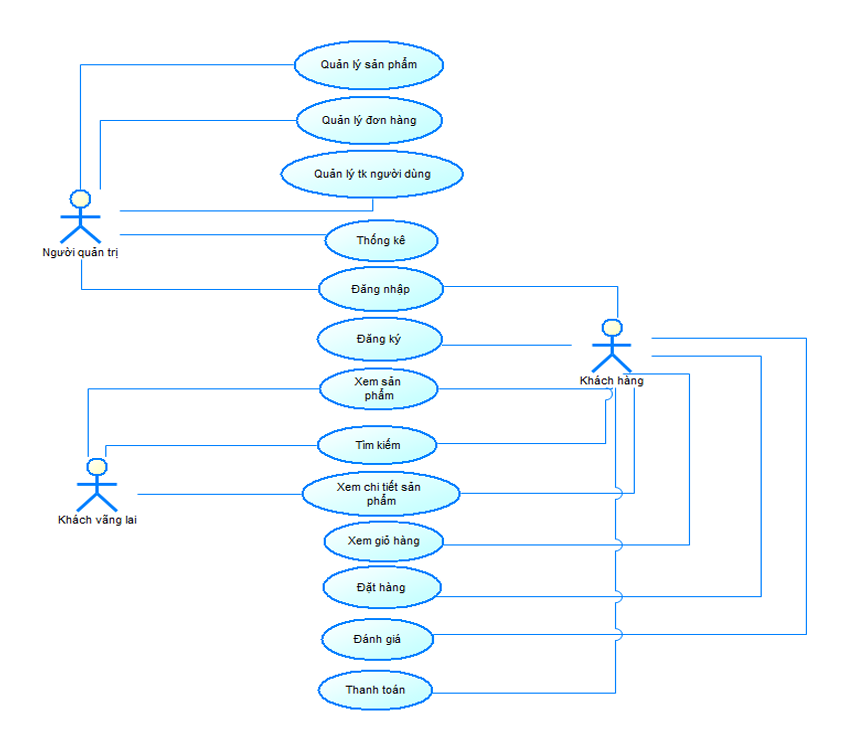 Quản lý sản phẩm
Quản lý đơn hàng
Quản lý tk người dùng
Thống kê
Người quản trị
Đăng nhập
Đăng ký
Khách hàng
Xem sản
phẩm
Tìm kiếm
Xem chi tiết sản
phẩm
Khách vãng lai
Xem giỏ hàng
Đặt hàng
Đánh giá
Thanh toán